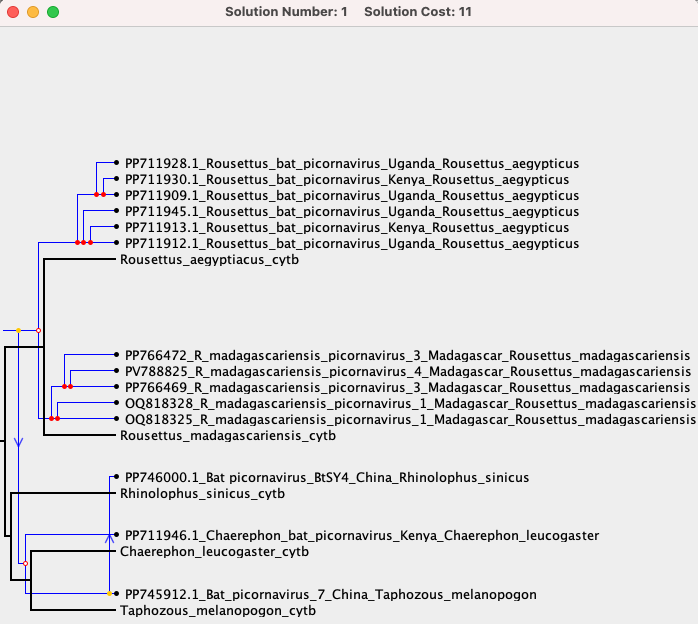 Solution Number: 1 Solution Cost: 11
PP711928.1_Rousettus_bat_picornavirus_Uganda_Rousettus_aegypticus
PP711930.1_Rousettus_bat_picornavirus_Kenya_Rousettus_aegypticus
PP711909.1_Rousettus_bat_picornavirus_Uganda_Rousettus_aegypticus
PP711945.1_Rousettus_bat_picornavirus_Uganda_Rousettus_aegypticus
PP711913.1_Rousettus_bat_picornavirus_Kenya_Rousettus_aegypticus
PP711912.1_Rousettus_bat_picornavirus_Uganda_Rousettus_aegypticus
Rousettus_aegyptiacus_cytb
PP766472_R_madagascariensis_picornavirus_3_Madagascar_Rousettus_madagascariensis
PV788825_R_madagascariensis_picornavirus_4_Madagascar_Rousettus_madagascariensis
PP766469_R_madagascariensis_picornavirus_3_Madagascar_Rousettus_madagascariensis
OQ818328_R_madagascariensis_picornavirus_1_Madagascar_Rousettus_madagascariensis
OQ818325_R_madagascariensis_picornavirus_1_Madagascar_Rousettus_madagascariensis
Rousettus_madagascariensis_cytb
PP746000.1_Bat picornavirus_BtSY4_China_Rhinolophus_sinicus
Rhinolophus_sinicus_cytb
PP711946.1_Chaerephon_bat_picornavirus_Kenya_Chaerephon_leucogaster
Chaerephon_leucogaster_cytb
PP745912.1_Bat_picornavirus_7_China_Taphozous_melanopogon
Taphozous_melanopogon_cytb